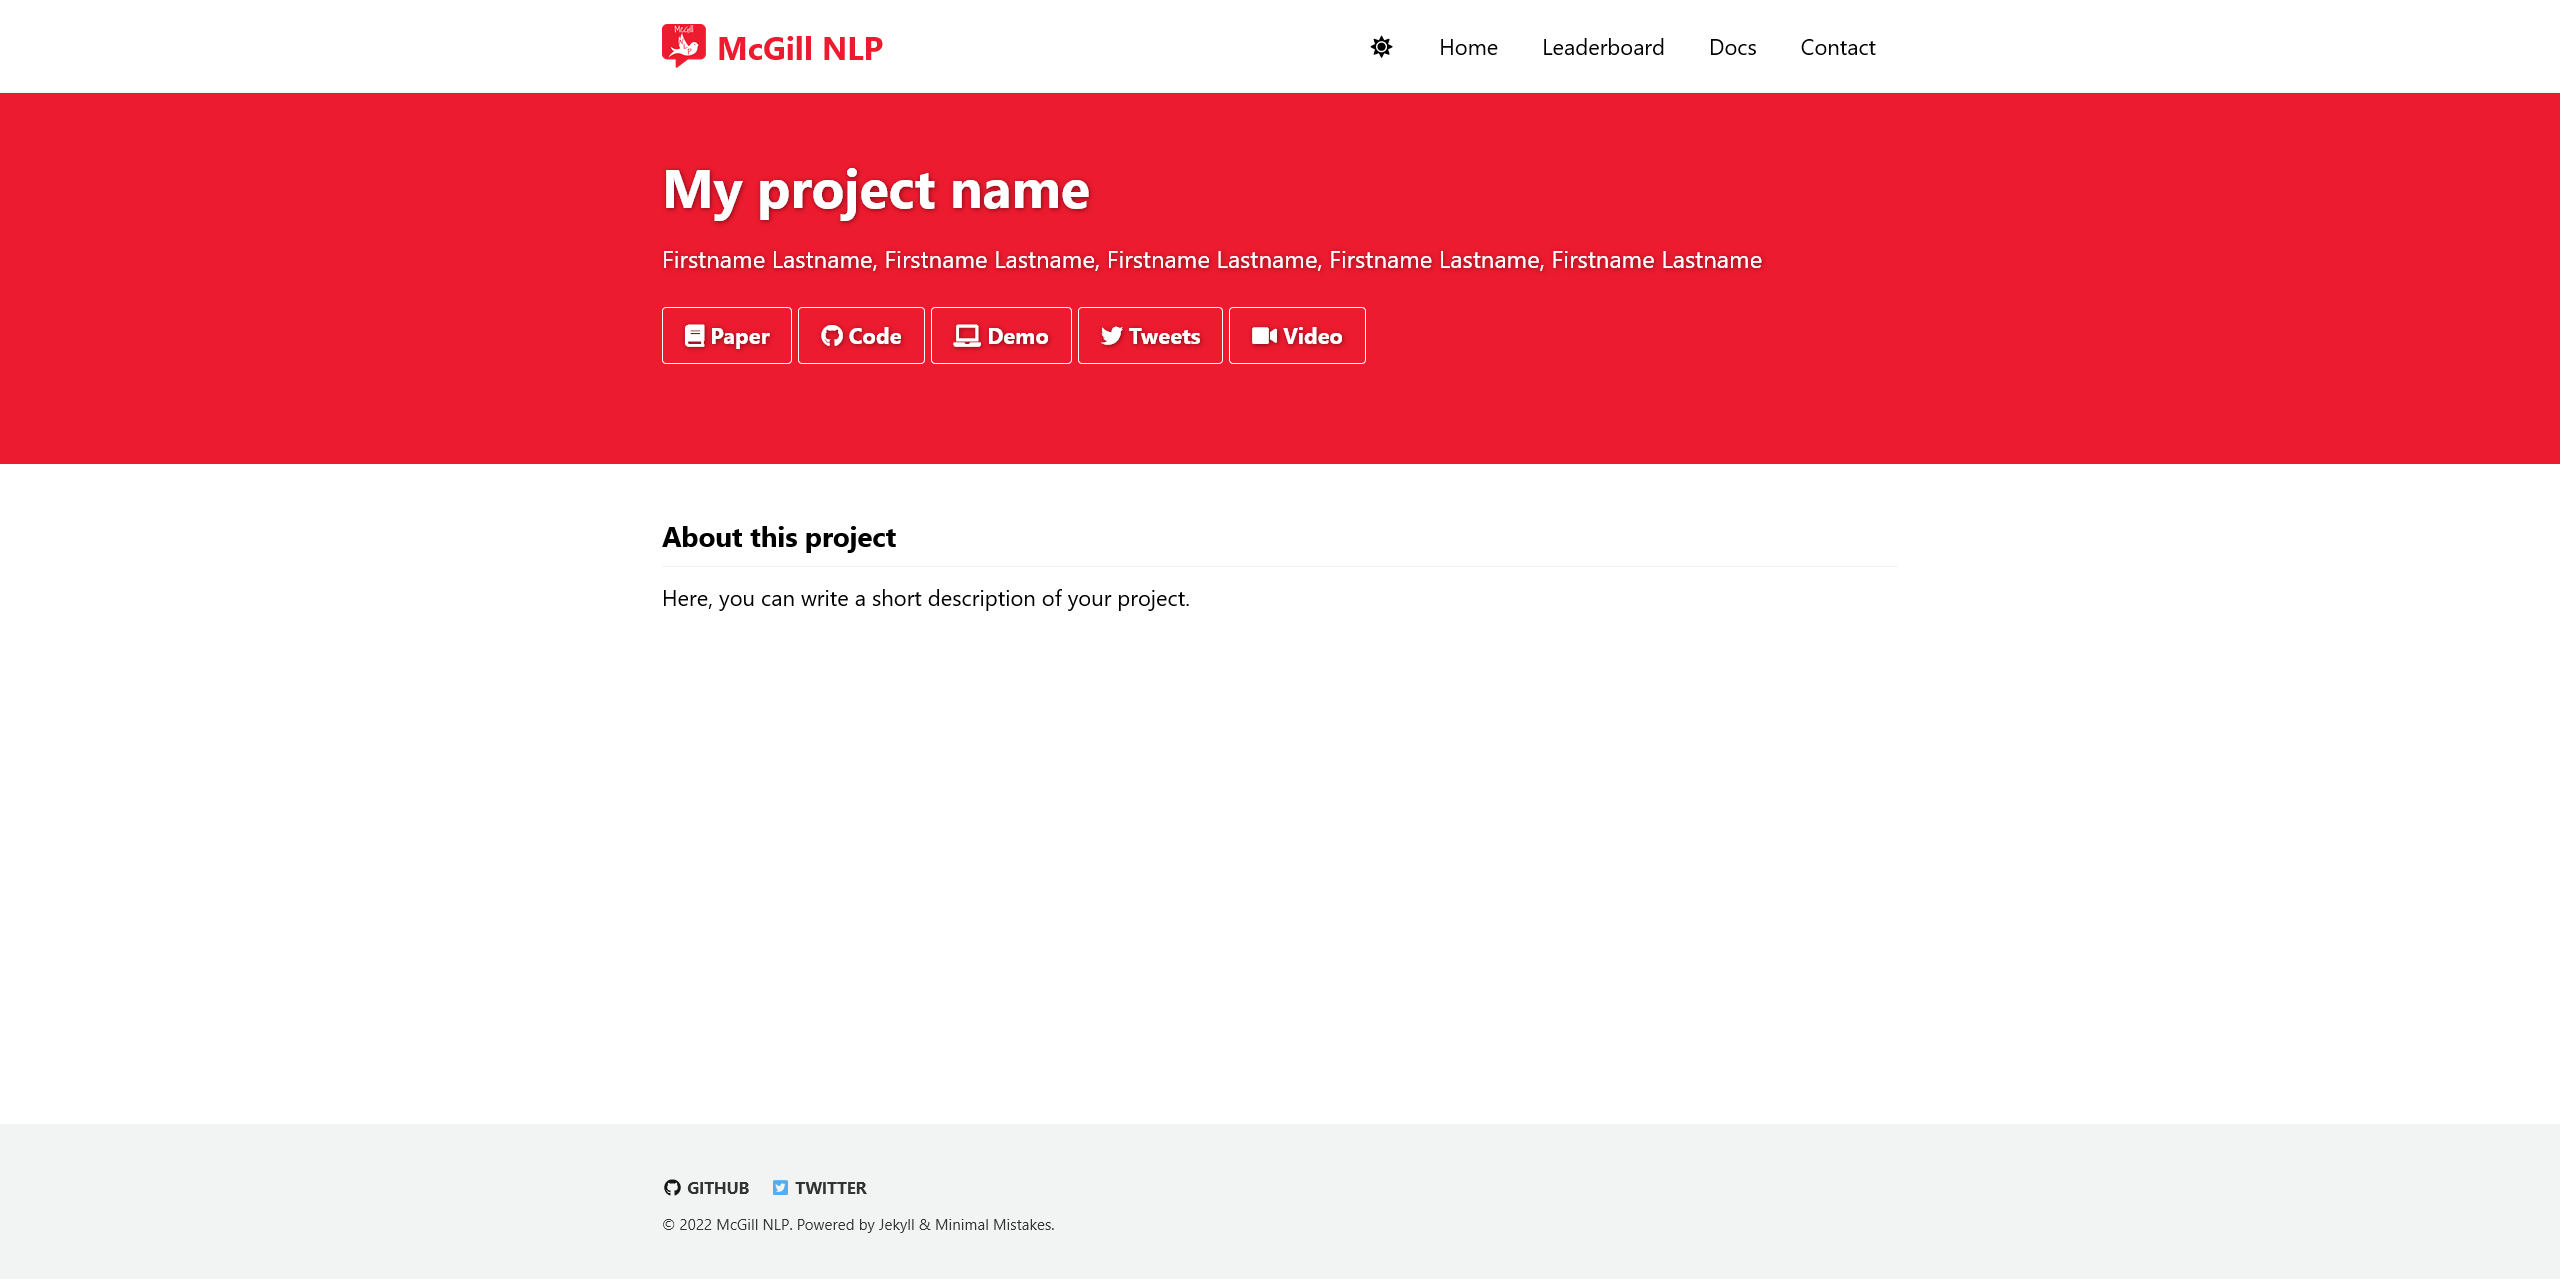 McGill
McGill NLP
Home Leaderboard Docs Contact
My project name
Firstname Lastname, Firstname Lastname, Firstname Lastname, Firstname Lastname, Firstname Lastname
Paper Code Demo Tweets Video
About this project
Here, you can write a short description of your project.
GITHUB TWITTER
© 2022 McGill NLP. Powered by Jekyll & Minimal Mistakes.